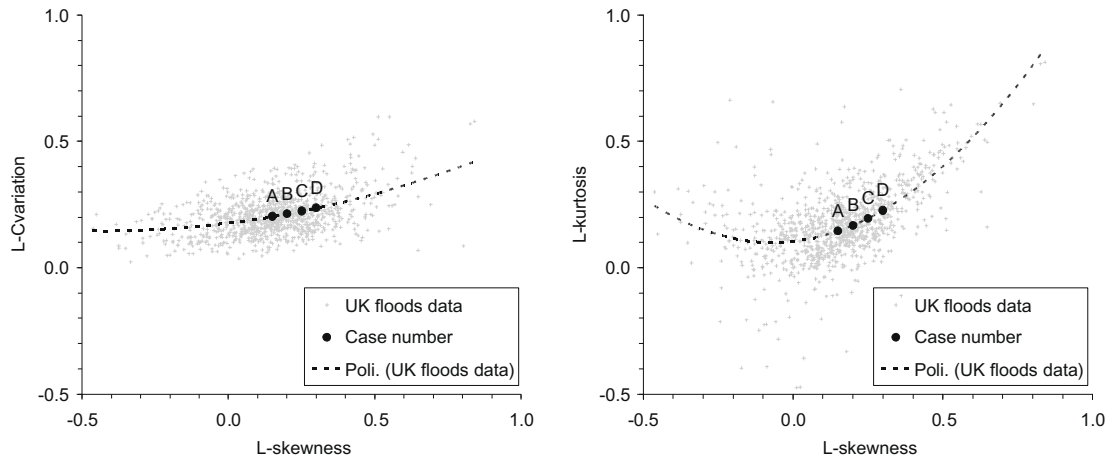 1.0
0.5
0.0
-0.5
L-Cvariation
A B C D
UK floods data
Case number
Poli. (UK floods data)
-0.5 0.0 0.5 1.0
L-skewness
1.0
0.5
0.0
-0.5
L-kurtosis
A B C D
UK floods data
Case number
Poli. (UK floods data)
-0.5 0.0 0.5 1.0
L-skewness